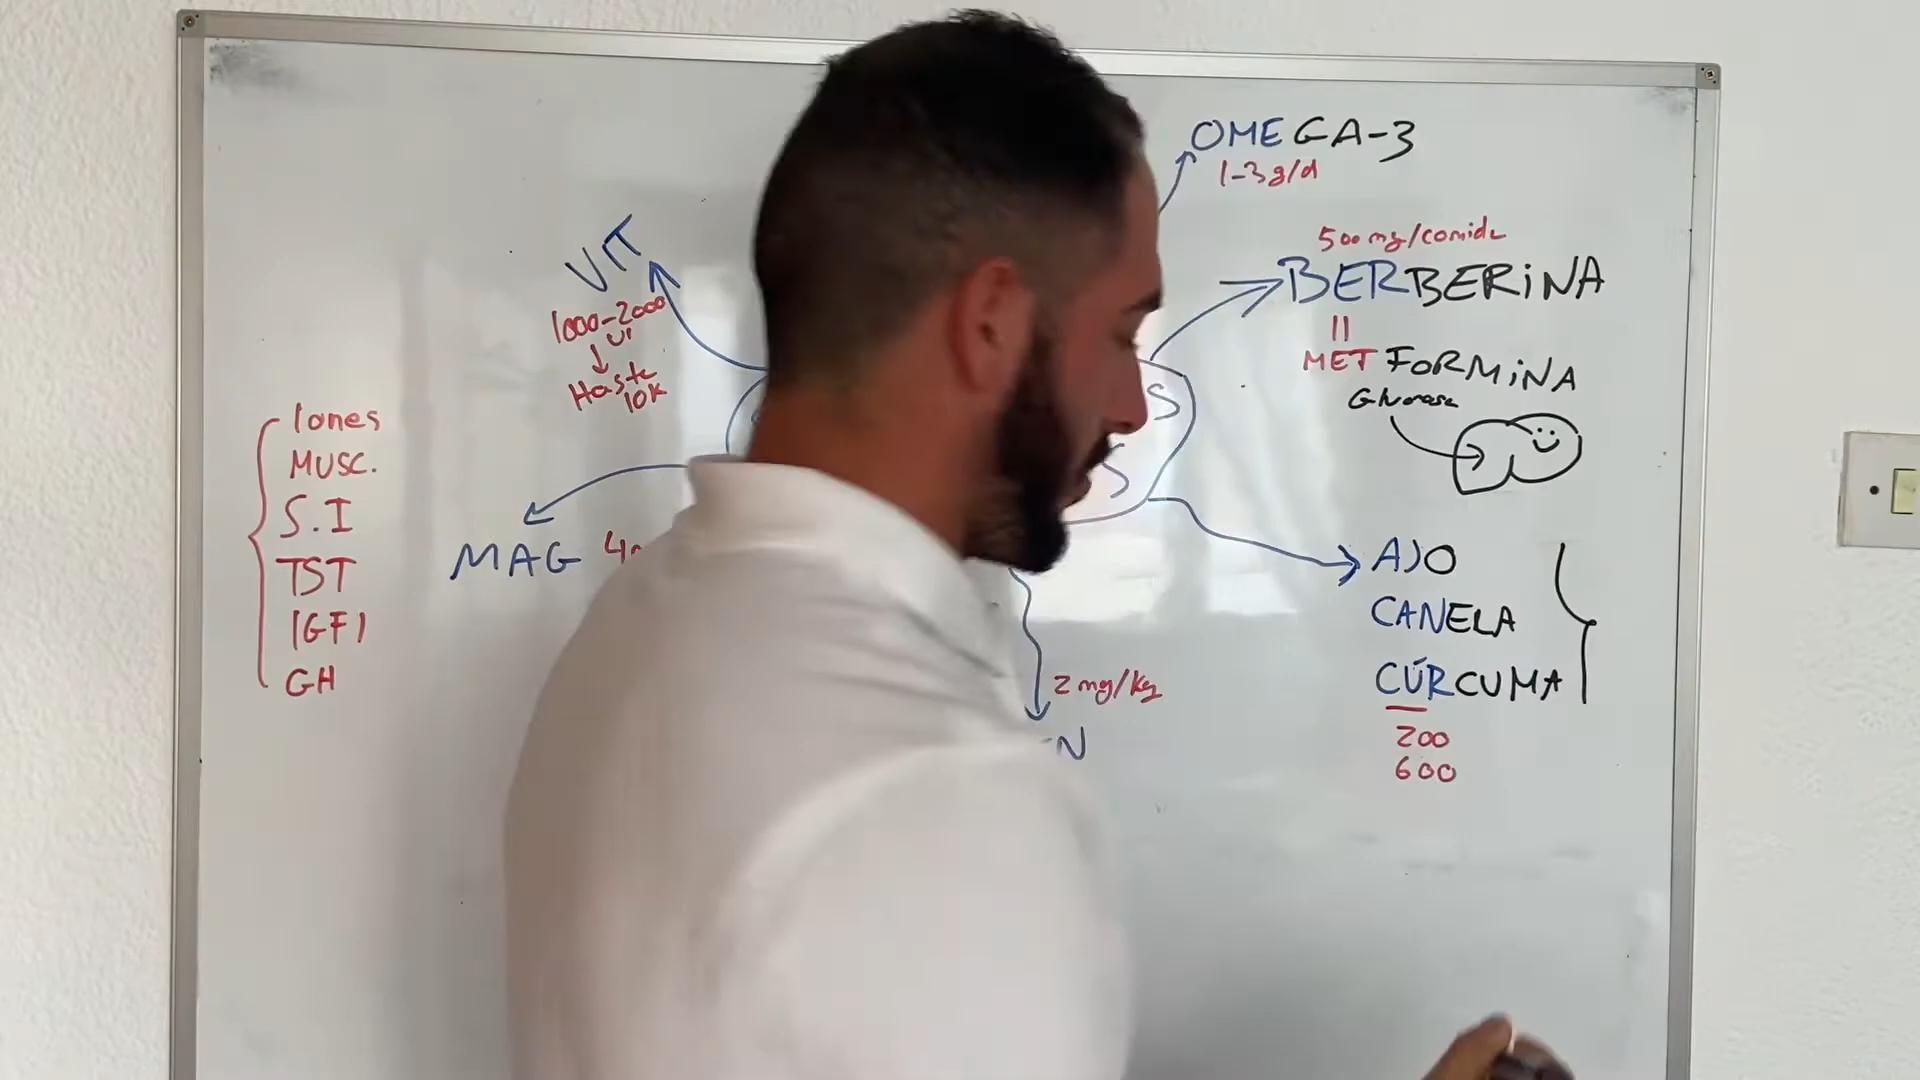 OMEGA-3
1-3g/d
500 mg/comida
BERBERiNA
METFORMiNA
Glucosa
VIT
1000-2000
UI
Hasta
10K
Iones
MUSC.
S.I
TST
IGF1
GH
MAG
2 mg/kg
AJO
CANELA
CÚRCUMA
200
600